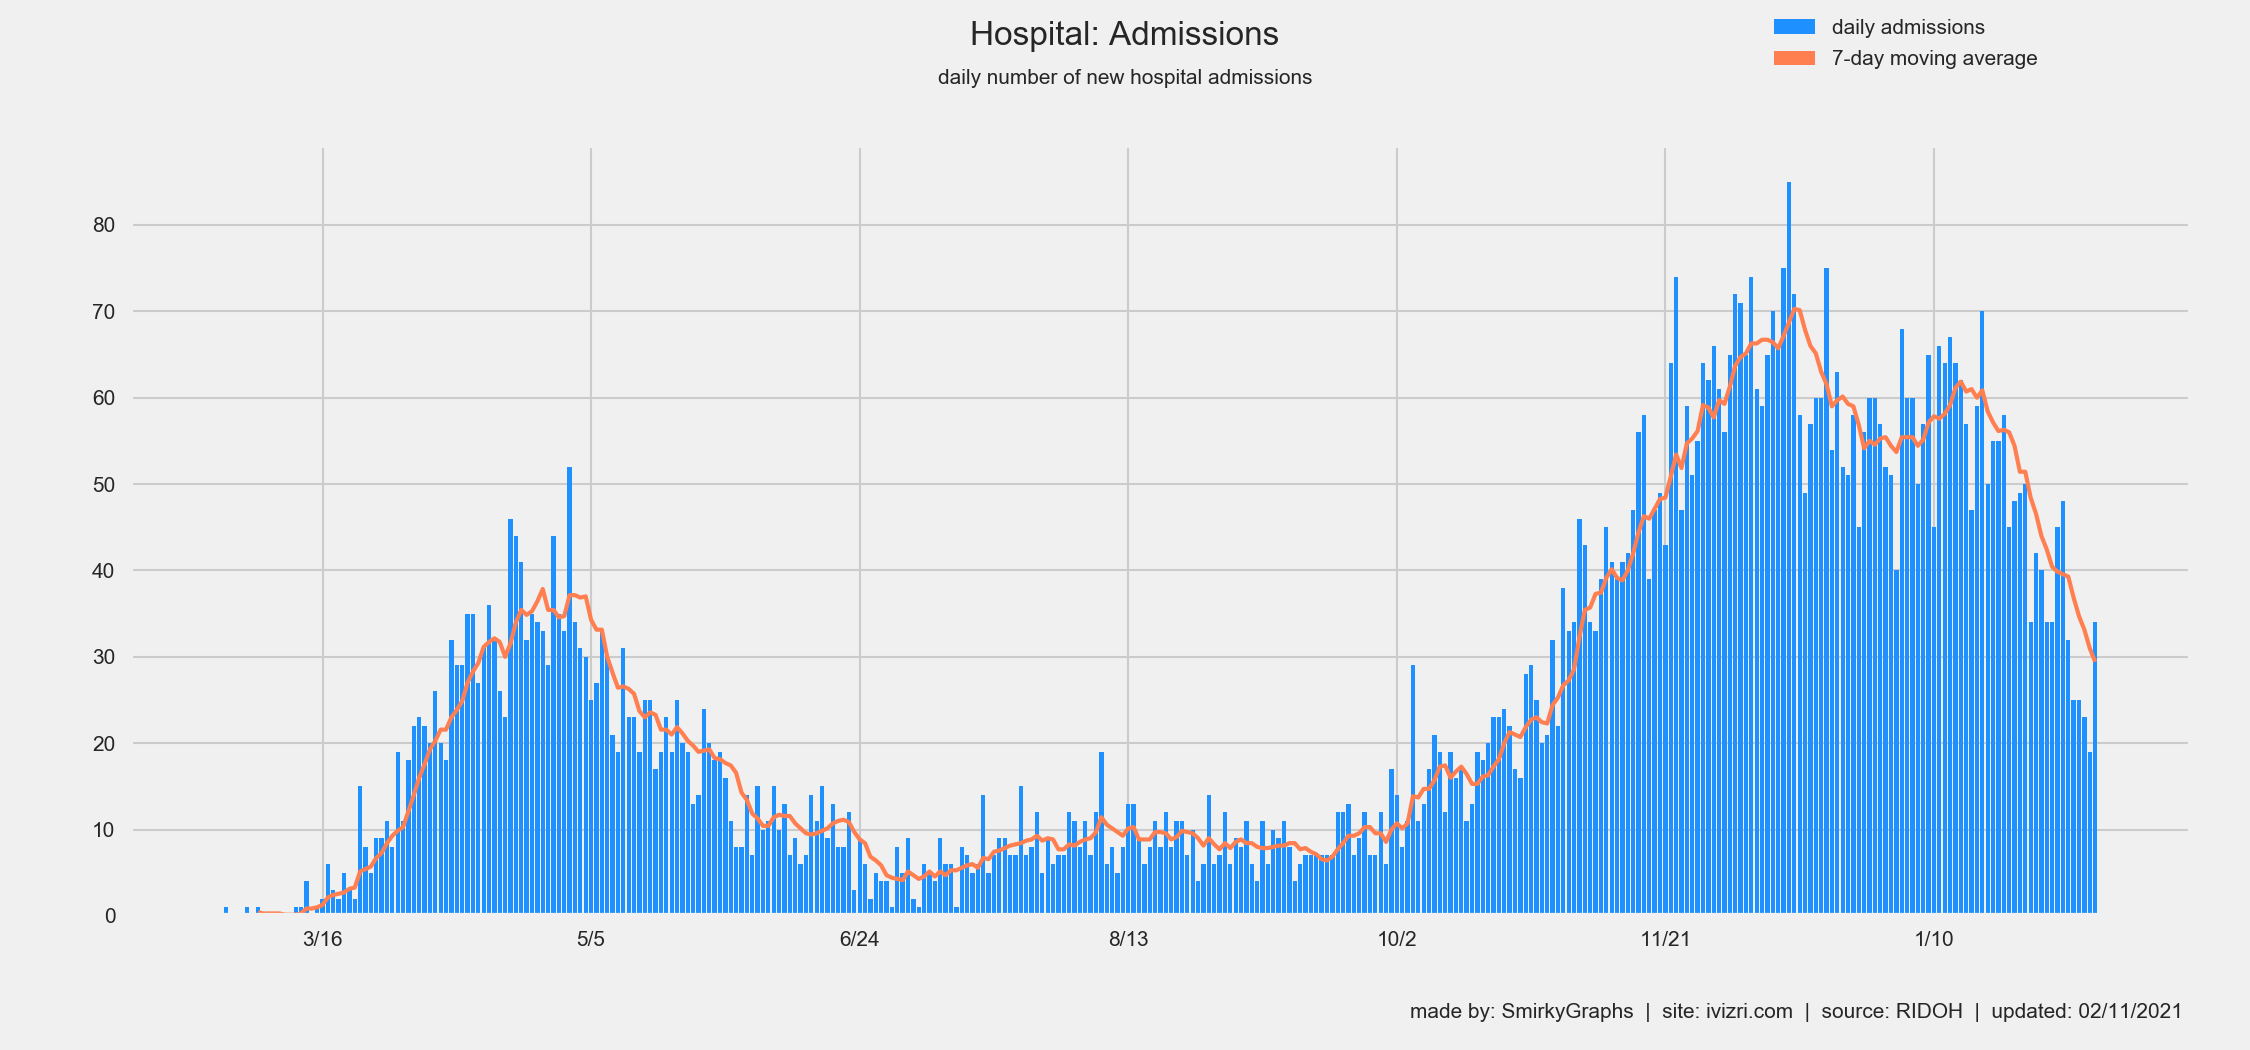 Hospital: Admissions
daily number of new hospital admissions
daily admissions
7-day moving average
80
70
60
50
40
30
20
10
0
3/16 5/5 6/24 8/13 10/2 11/21 1/10
made by: SmirkyGraphs | site: ivizri.com | source: RIDOH | updated: 02/11/2021